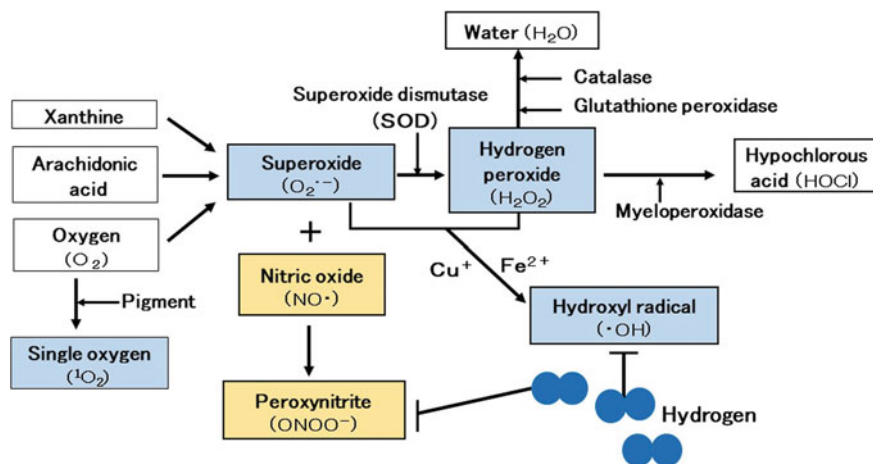 Water (H₂O)
Catalase
Glutathione peroxidase
Superoxide dismutase
(SOD)
Xanthine
Arachidonic
acid
Oxygen
(O₂)
Pigment
Single oxygen
(¹O₂)
Superoxide
(O₂˙⁻)
+
Nitric oxide
(NO·)
Peroxynitrite
(ONOO⁻)
Hydrogen
peroxide
(H₂O₂)
Hypochlorous
acid (HOCl)
Myeloperoxidase
Cu⁺
Fe²⁺
Hydroxyl radical
(·OH)
Hydrogen